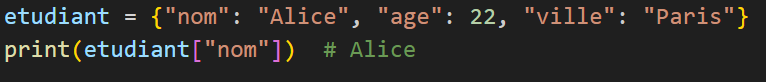 etudiant = {"nom": "Alice", "age": 22, "ville": "Paris"}
print(etudiant["nom"])  # Alice